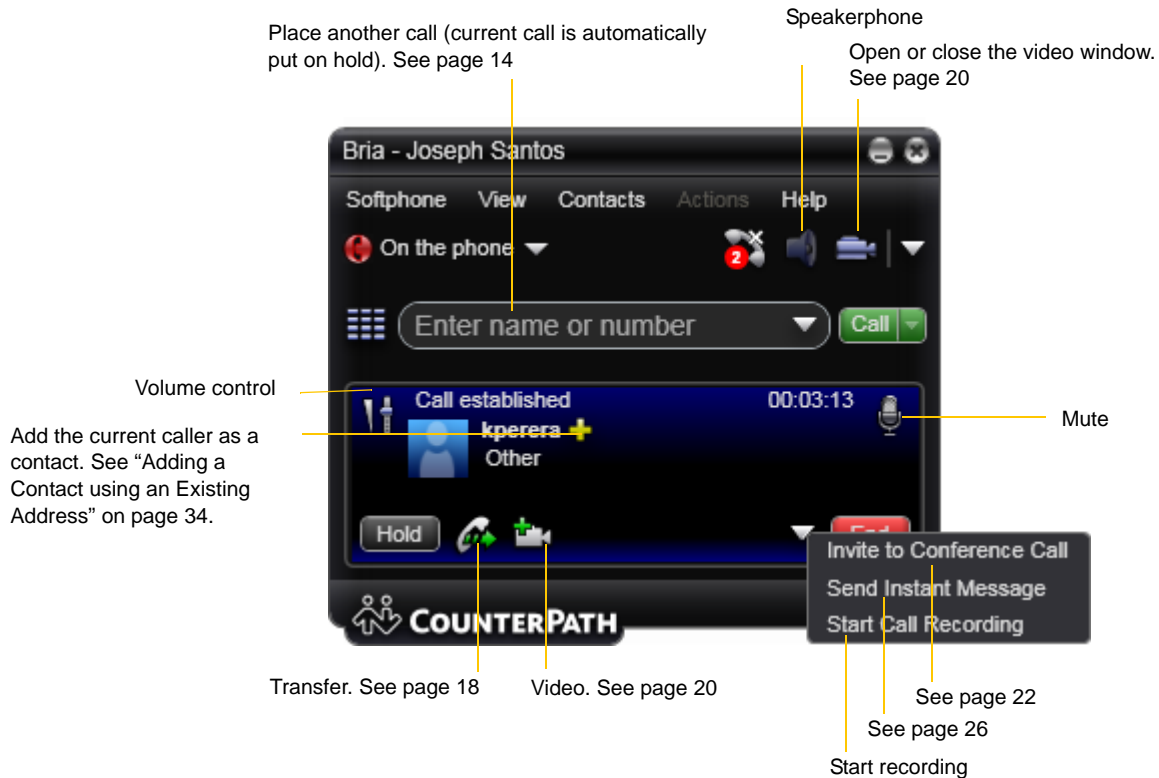 Speakerphone
Place another call (current call is automatically
put on hold). See page 14
Open or close the video window.
See page 20
Bria - Joseph Santos
Softphone View Contacts Actions Help
On the phone
2
Enter name or number
Call
Volume control
Call established
00:03:13
Mute
kperera
Other
Add the current caller as a
contact. See “Adding a
Contact using an Existing
Address” on page 34.
Hold
End
Invite to Conference Call
Send Instant Message
Start Call Recording
COUNTERPATH
Transfer. See page 18
Video. See page 20
See page 22
See page 26
Start recording